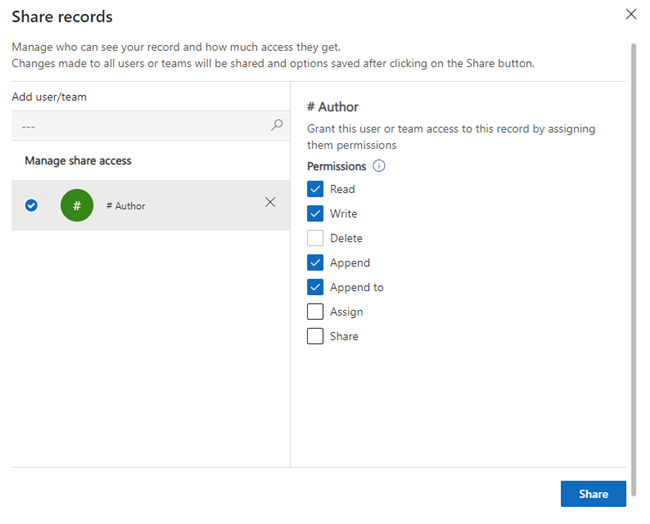 Share records
Manage who can see your record and how much access they get.
Changes made to all users or teams will be shared and options saved after clicking on the Share button.
Add user/team
---
Manage share access
#
# Author
# Author
Grant this user or team access to this record by assigning
them permissions
Permissions
Read
Write
Delete
Append
Append to
Assign
Share
Share